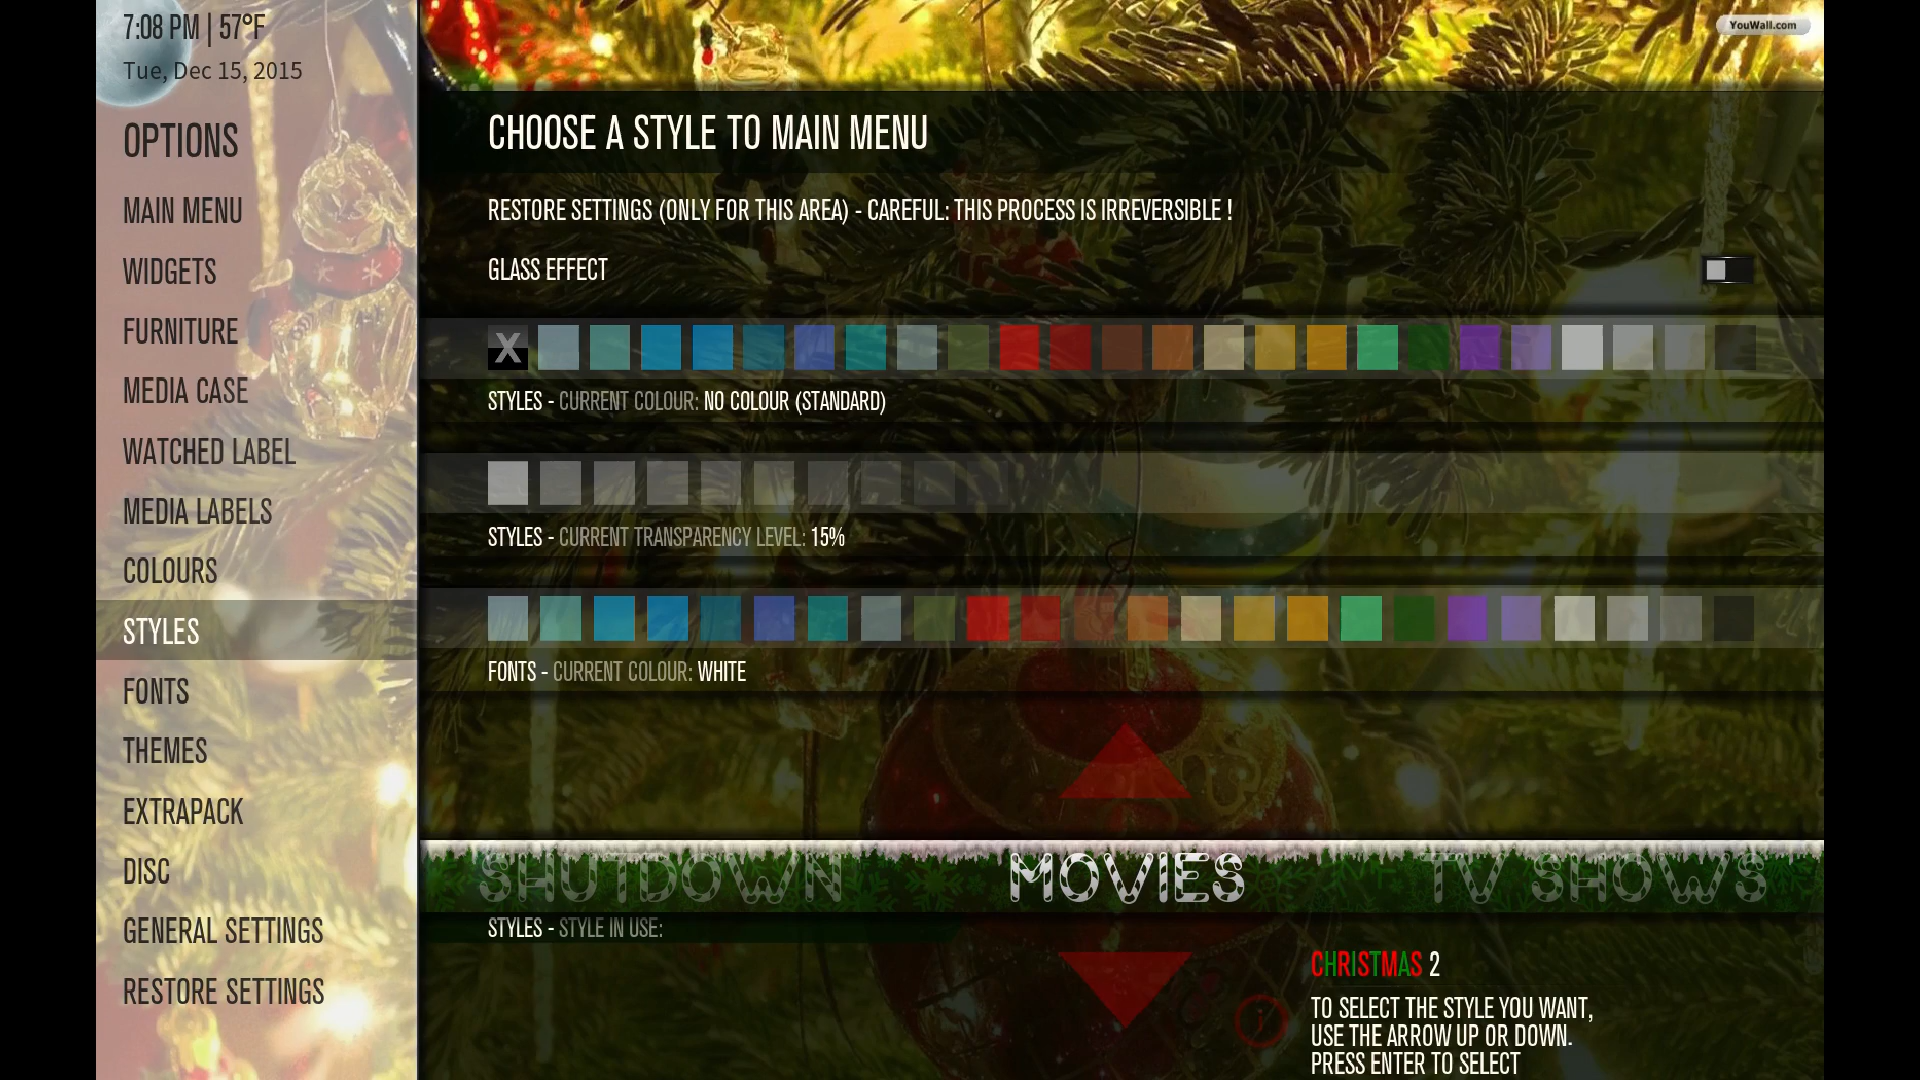 7:08 PM | 57°F
Tue, Dec 15, 2015
OPTIONS
MAIN MENU
WIDGETS
FURNITURE
MEDIA CASE
WATCHED LABEL
MEDIA LABELS
COLOURS
STYLES
FONTS
THEMES
EXTRAPACK
DISC
GENERAL SETTINGS
RESTORE SETTINGS
YouWall.com
CHOOSE A STYLE TO MAIN MENU
RESTORE SETTINGS (ONLY FOR THIS AREA) - CAREFUL: THIS PROCESS IS IRREVERSIBLE !
GLASS EFFECT
X
STYLES - CURRENT COLOUR: NO COLOUR (STANDARD)
STYLES - CURRENT TRANSPARENCY LEVEL: 15%
FONTS - CURRENT COLOUR: WHITE
SHUTDOWN MOVIES TV SHOWS
STYLES - STYLE IN USE:
CHRISTMAS 2
i
TO SELECT THE STYLE YOU WANT,
USE THE ARROW UP OR DOWN.
PRESS ENTER TO SELECT